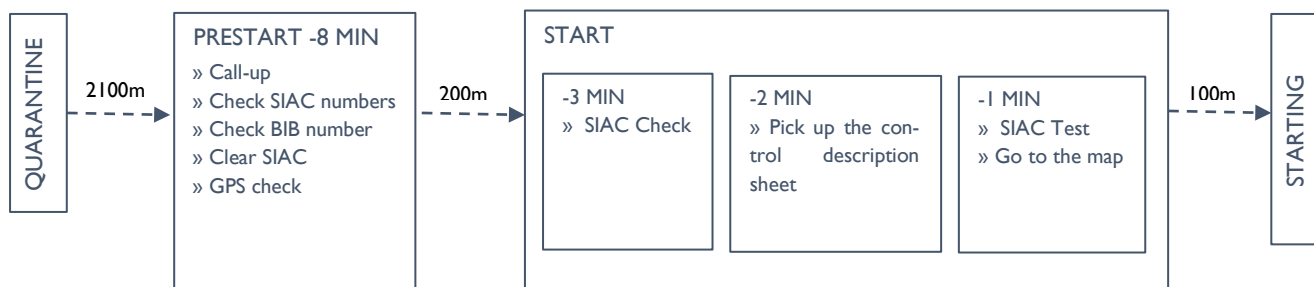 QUARANTINE
2100m
PRESTART -8 MIN
» Call-up
» Check SIAC numbers
» Check BIB number
» Clear SIAC
» GPS check
200m
START
-3 MIN
» SIAC Check
-2 MIN
» Pick up the con-
trol description
sheet
-1 MIN
» SIAC Test
» Go to the map
100m
STARTING